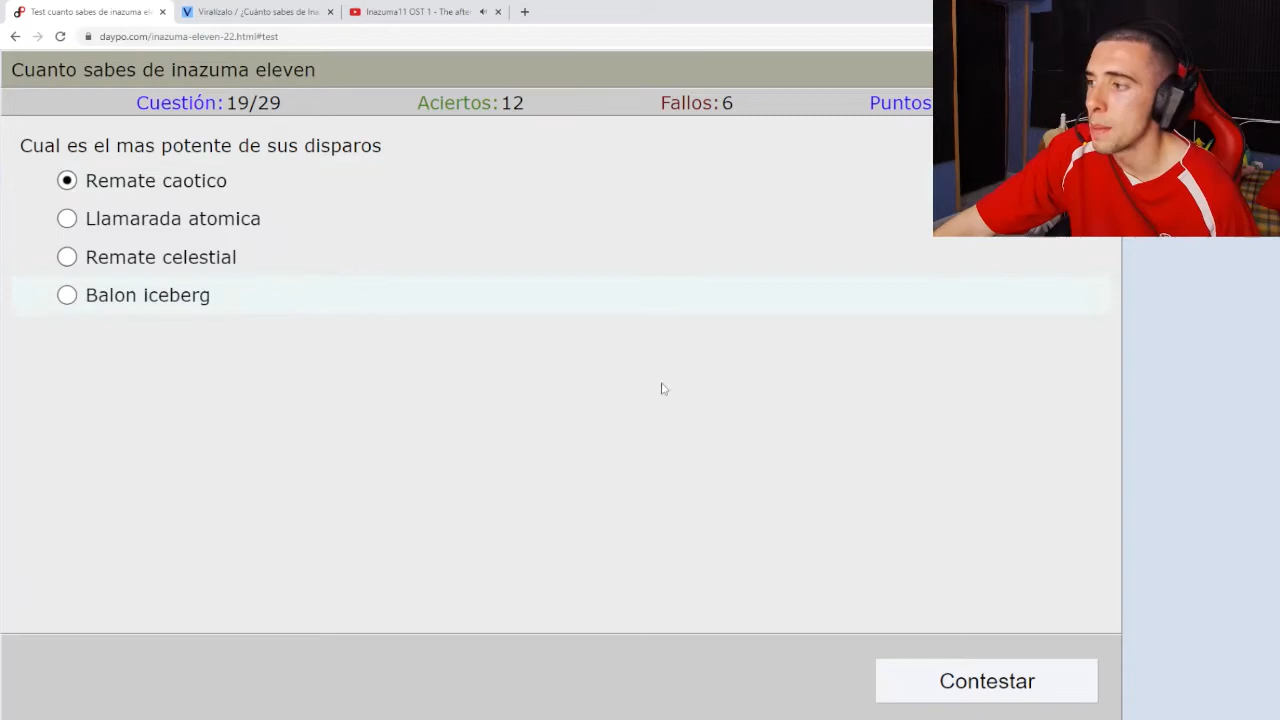 Test cuanto sabes de inazuma el
Viralízalo / ¿Cuánto sabes de Ina
Inazuma11 OST 1 - The afte
daypo.com/inazuma-eleven-22.html#test
Cuanto sabes de inazuma eleven
Cuestión: 19/29 Aciertos: 12 Fallos: 6 Puntos
Cual es el mas potente de sus disparos
Remate caotico
Llamarada atomica
Remate celestial
Balon iceberg
Contestar